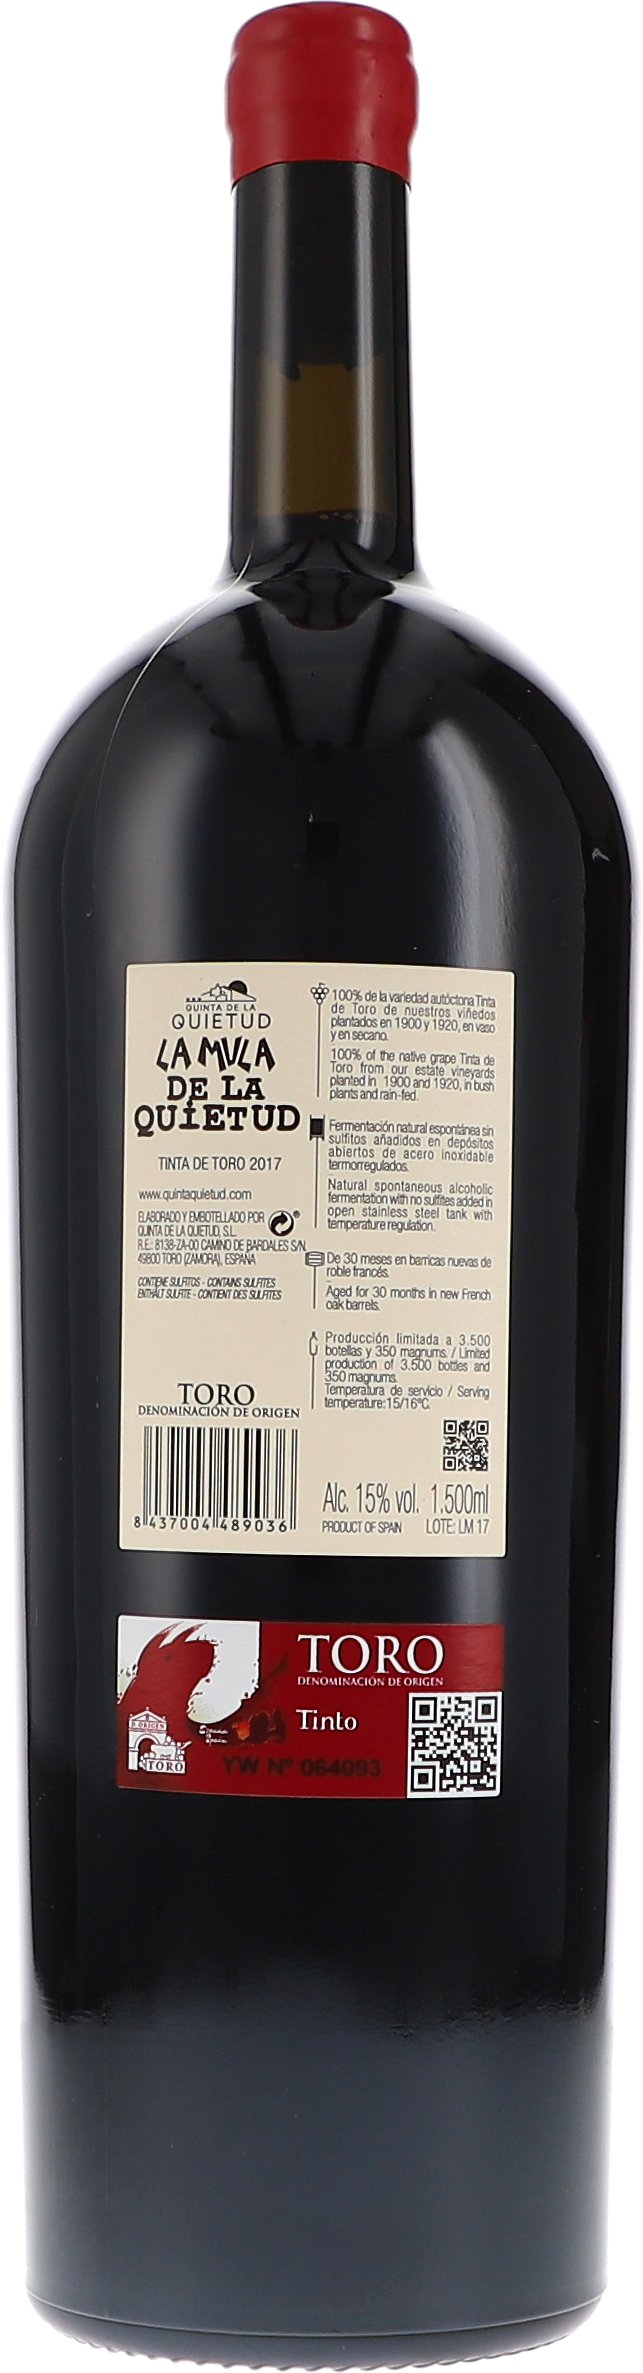 QUINTA DE LA
QUIETUD
LA MULA
DE LA
QUIETUD
TINTA DE TORO 2017
www.quintaquietud.com
ELABORADO Y EMBOTELLADO POR
QUINTA DE LA QUIETUD, S.L.
R.E.: 8138-ZA-00 CAMINO DE BARDALES S/N.
49800 TORO (ZAMORA), ESPAÑA
CONTIENE SULFITOS - CONTAINS SULFITES
ENTHÄLT SULFITE - CONTIENT DES SULFITES
TORO
DENOMINACIÓN DE ORIGEN
8 437004 489036
100% de la variedad autóctona Tinta
de Toro de nuestros viñedos
plantados en 1900 y 1920, en vaso
y en secano.
100% of the native grape Tinta de
Toro from our estate vineyards
planted in 1900 and 1920, in bush
plants and rain-fed.
Fermentación natural espontánea sin
sulfitos añadidos en depósitos
abiertos de acero inoxidable
termorregulados.
Natural spontaneous alcoholic
fermentation with no sulfites added in
open stainless steel tank with
temperature regulation.
De 30 meses en barricas nuevas de
roble francés.
Aged for 30 months in new French
oak barrels.
Producción limitada a 3.500
botellas y 350 magnums. / Limited
production of 3.500 bottles and
350 magnums.
Temperatura de servicio / Serving
temperature: 15/16ºC.
Alc. 15% vol. 1.500ml
PRODUCT OF SPAIN LOTE: LM 17
TORO
DENOMINACIÓN DE ORIGEN
Tinto
YW Nº 064093
D. ORIGEN
TORO